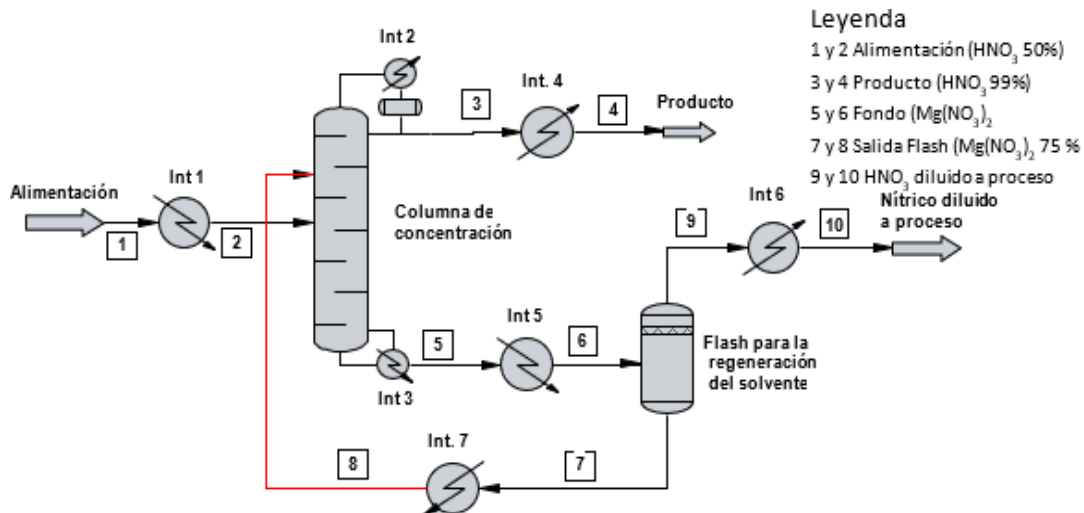 Leyenda
1 y 2 Alimentación (HNO3 50%)
3 y 4 Producto (HNO3 99%)
5 y 6 Fondo (Mg(NO3)2
7 y 8 Salida Flash (Mg(NO3)2 75 %
9 y 10 HNO3 diluido a proceso
Int 2
3
Int. 4
4
Producto
Alimentación
1
Int 1
2
Columna de
concentración
9
Int 6
10
Nítrico diluido
a proceso
5
Int 3
Int 5
6
Flash para la
regeneración
del solvente
8
Int. 7
7